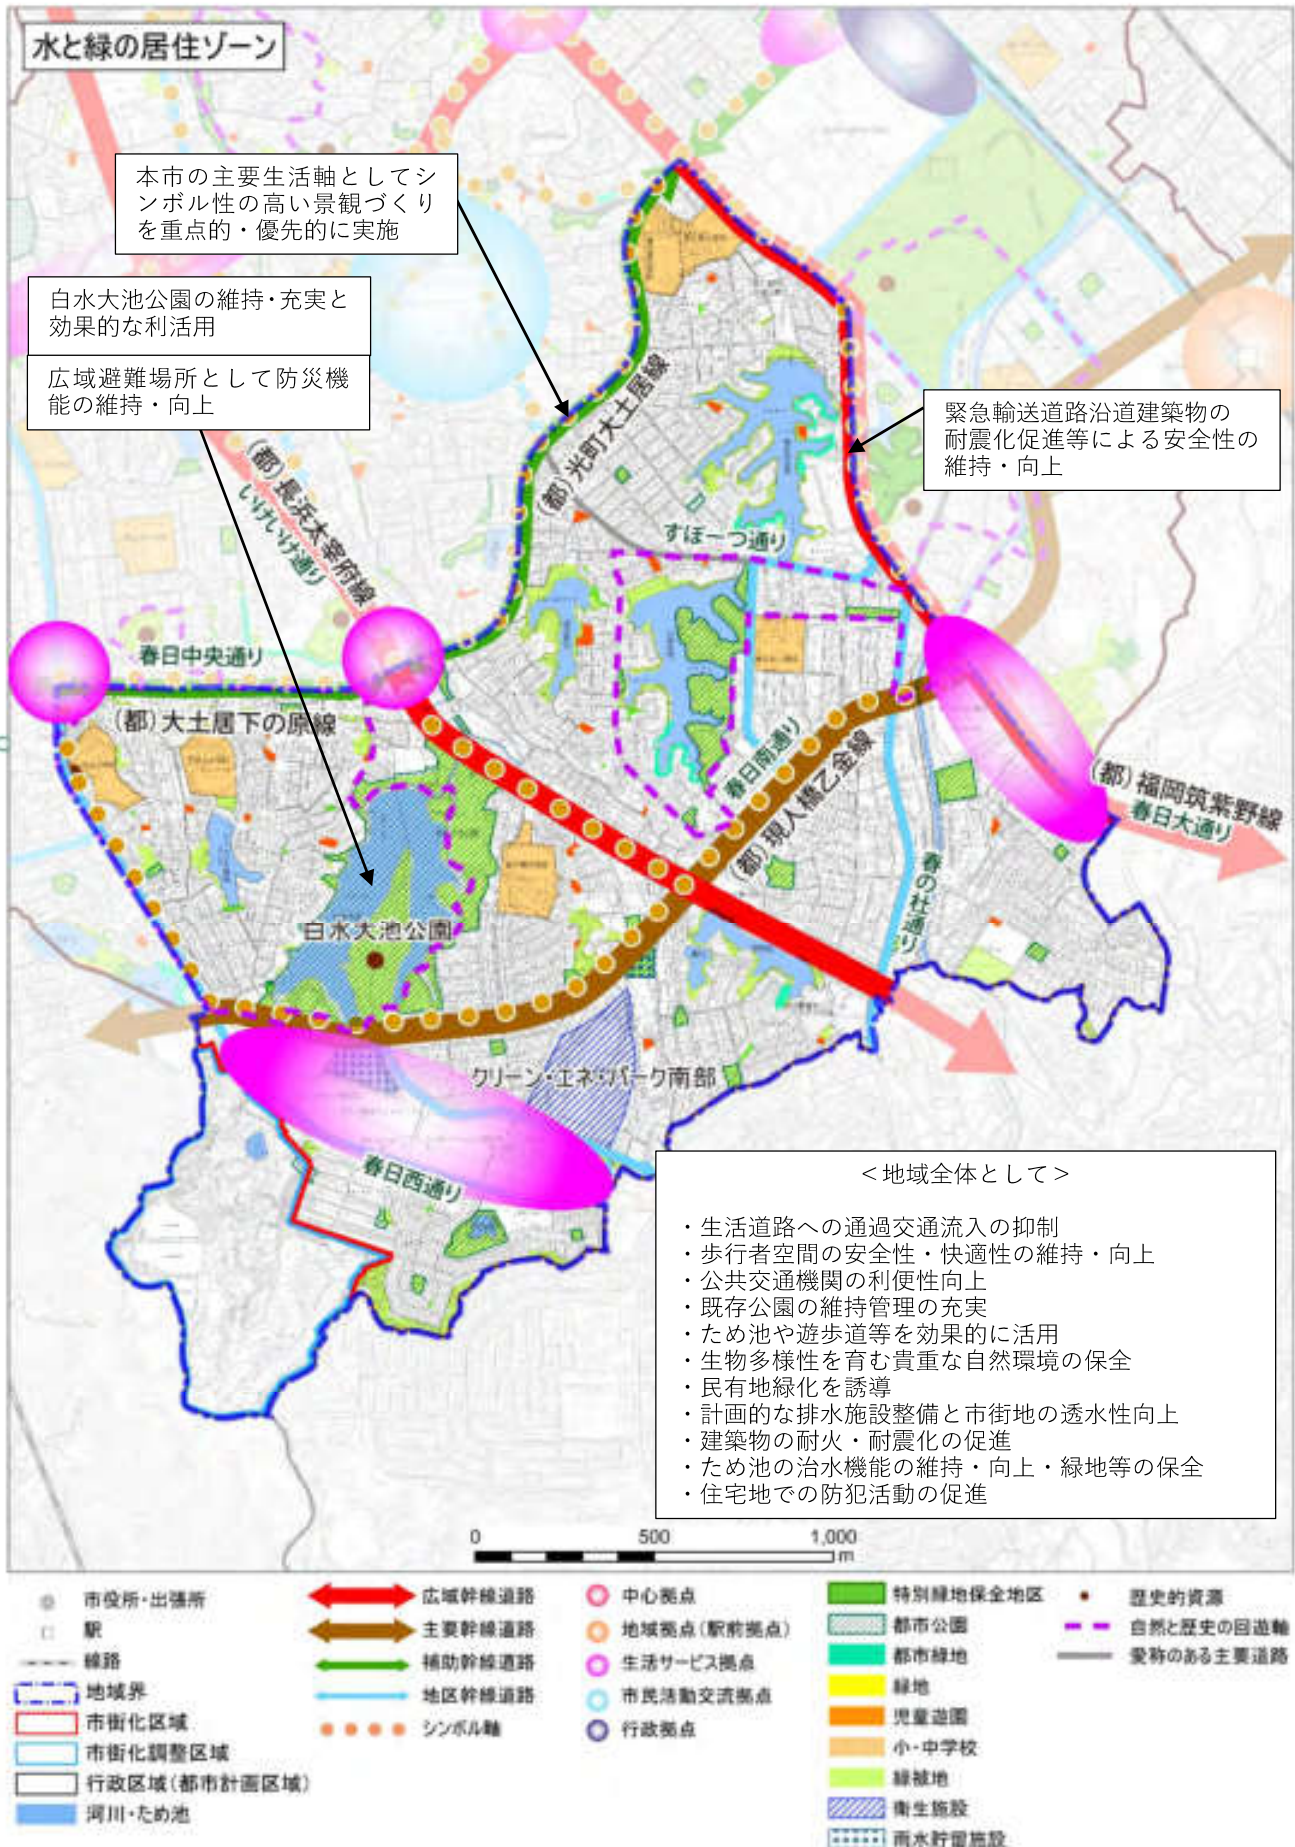 水と緑の居住ゾーン
本市の主要生活軸としてシ
ンボル性の高い景観づくり
を重点的・優先的に実施
白水大池公園の維持・充実と
効果的な利活用
広域避難場所として防災機
能の維持・向上
緊急輸送道路沿道建築物の
耐震化促進等による安全性の
維持・向上
(都)長浜太宰府線
いけいけ通り
(都)光町大土居線
すぽーつ通り
春日中央通り
(都)大土居下の原線
春日南通り
(都)現人橋乙金線
(都)福岡筑紫野線
春日大通り
春の杜通り
白水大池公園
クリーン・エネ・パーク南部
春日西通り
＜地域全体として＞
・生活道路への通過交通流入の抑制
・歩行者空間の安全性・快適性の維持・向上
・公共交通機関の利便性向上
・既存公園の維持管理の充実
・ため池や遊歩道等を効果的に活用
・生物多様性を育む貴重な自然環境の保全
・民有地緑化を誘導
・計画的な排水施設整備と市街地の透水性向上
・建築物の耐火・耐震化の促進
・ため池の治水機能の維持・向上・緑地等の保全
・住宅地での防犯活動の促進
0 500 1,000
m
市役所・出張所
駅
線路
地域界
市街化区域
市街化調整区域
行政区域(都市計画区域)
河川・ため池
広域幹線道路
主要幹線道路
補助幹線道路
地区幹線道路
シンボル軸
中心拠点
地域拠点(駅前拠点)
生活サービス拠点
市民活動交流拠点
行政拠点
特別緑地保全地区
都市公園
都市緑地
緑地
児童遊園
小・中学校
緑被地
衛生施設
雨水貯留施設
歴史的資源
自然と歴史の回遊軸
愛称のある主要道路